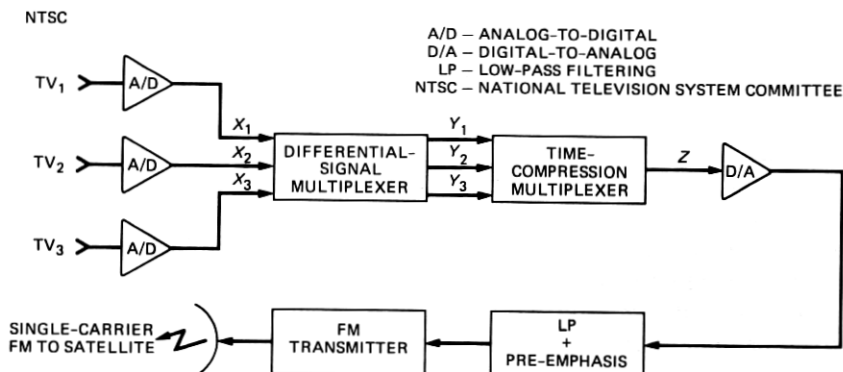 NTSC
A/D – ANALOG-TO-DIGITAL
D/A – DIGITAL-TO-ANALOG
LP – LOW-PASS FILTERING
NTSC – NATIONAL TELEVISION SYSTEM COMMITTEE
TV1
A/D
X1
TV2
A/D
X2
TV3
A/D
X3
DIFFERENTIAL-
SIGNAL
MULTIPLEXER
Y1
Y2
Y3
TIME-
COMPRESSION
MULTIPLEXER
Z
D/A
SINGLE-CARRIER
FM TO SATELLITE
FM
TRANSMITTER
LP
+
PRE-EMPHASIS